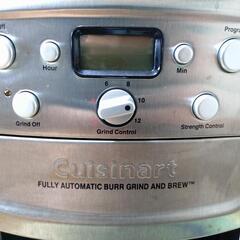 Hour
Min
Progra
6 8
10
12
Grind Off
Grind Control
Strength Control
Cuisinart
FULLY AUTOMATIC BURR GRIND AND BREW™